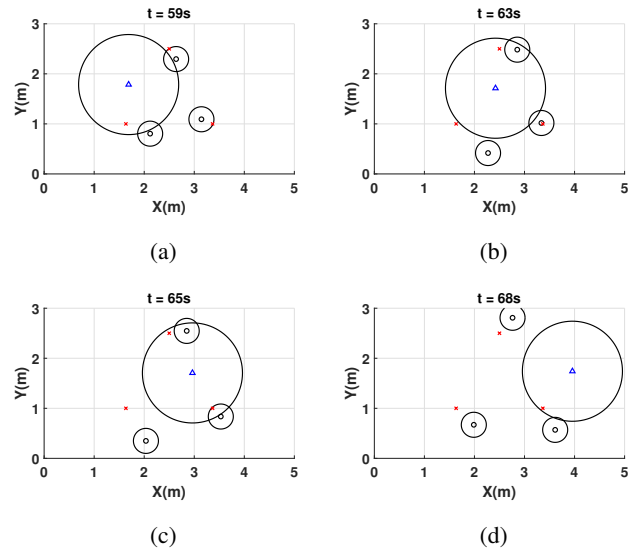 t = 59s
3
2
1
0
Y(m)
0 1 2 3 4 5
X(m)
(a)
t = 63s
3
2
1
0
Y(m)
0 1 2 3 4 5
X(m)
(b)
t = 65s
3
2
1
0
Y(m)
0 1 2 3 4 5
X(m)
(c)
t = 68s
3
2
1
0
Y(m)
0 1 2 3 4 5
X(m)
(d)